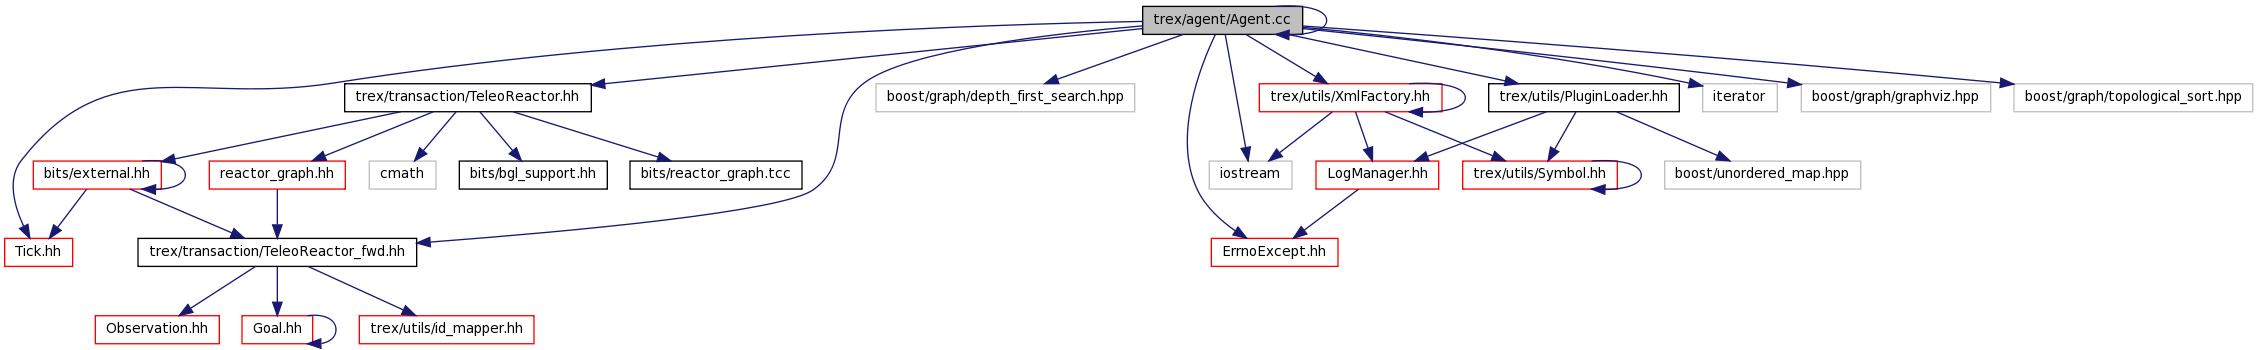 trex/agent/Agent.cc
trex/transaction/TeleoReactor.hh
boost/graph/depth_first_search.hpp
trex/utils/XmlFactory.hh
trex/utils/PluginLoader.hh
iterator
boost/graph/graphviz.hpp
boost/graph/topological_sort.hpp
bits/external.hh
reactor_graph.hh
cmath
bits/bgl_support.hh
bits/reactor_graph.tcc
iostream
LogManager.hh
trex/utils/Symbol.hh
boost/unordered_map.hpp
Tick.hh
trex/transaction/TeleoReactor_fwd.hh
ErrnoExcept.hh
Observation.hh
Goal.hh
trex/utils/id_mapper.hh